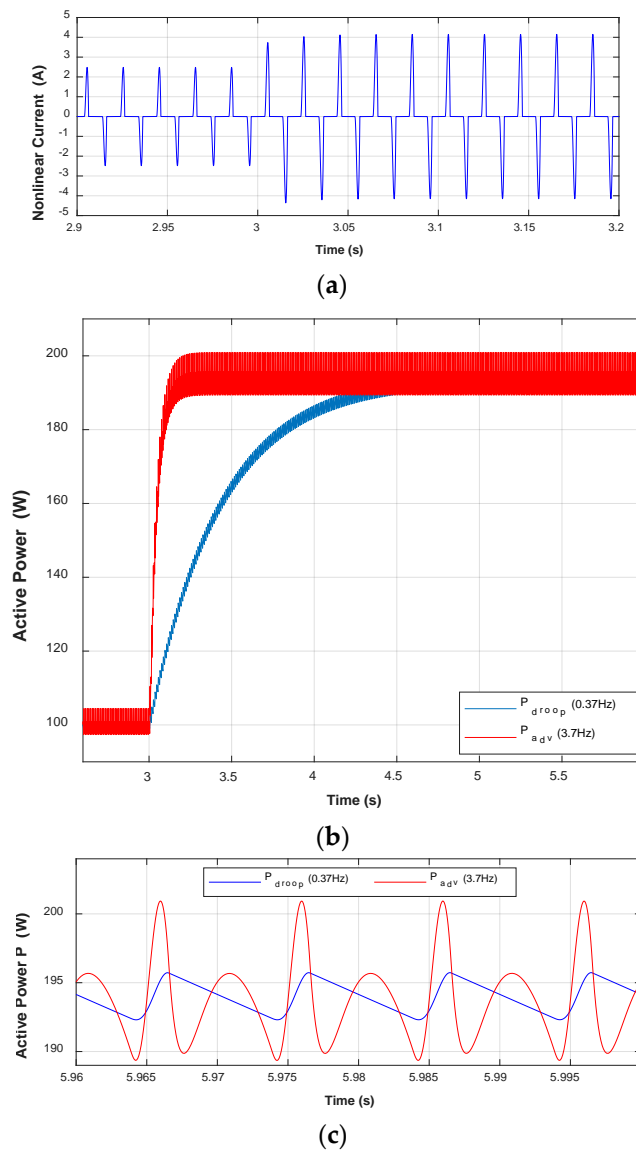 5
4
3
2
1
0
-1
-2
-3
-4
-5
Nonlinear Current (A)
2.9 2.95 3 3.05 3.1 3.15 3.2
Time (s)
(a)
200
180
160
140
120
100
Active Power (W)
P droop (0.37Hz)
P adv (3.7Hz)
3 3.5 4 4.5 5 5.5
Time (s)
(b)
P droop (0.37Hz) P adv (3.7Hz)
200
195
190
Active Power P (W)
5.96 5.965 5.97 5.975 5.98 5.985 5.99 5.995
Time (s)
(c)